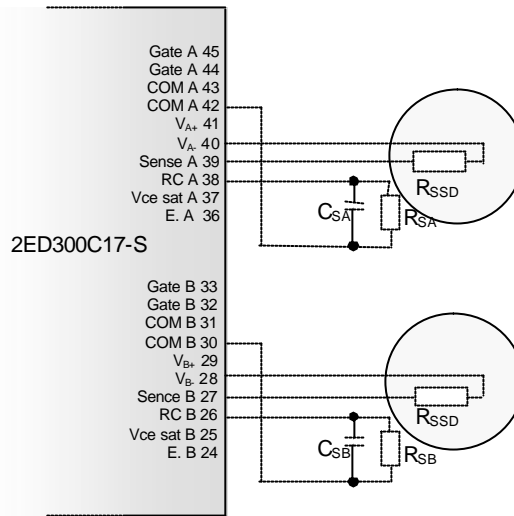 Gate A 45
Gate A 44
COM A 43
COM A 42
VA+ 41
VA- 40
Sense A 39
RC A 38
Vce sat A 37
E. A 36
RSSD
CSA
RSA
2ED300C17-S
Gate B 33
Gate B 32
COM B 31
COM B 30
VB+ 29
VB- 28
Sence B 27
RC B 26
Vce sat B 25
E. B 24
RSSD
CSB
RSB